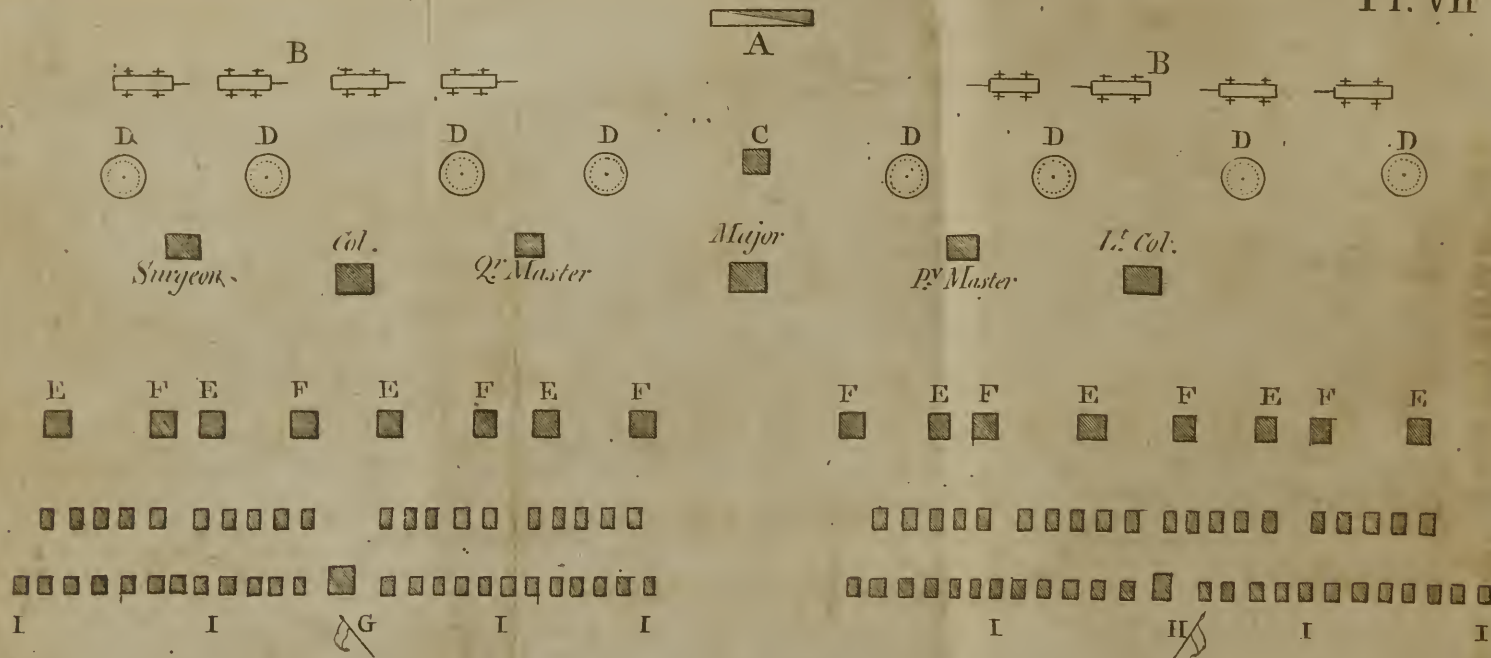 Pl. VII
A
B B
D D D D C D D D D
Surgeon. Col. Qr. Master Major Py. Master Lt. Col.
E F E F E F E F F E F E F E F E
I I G I I I H I I